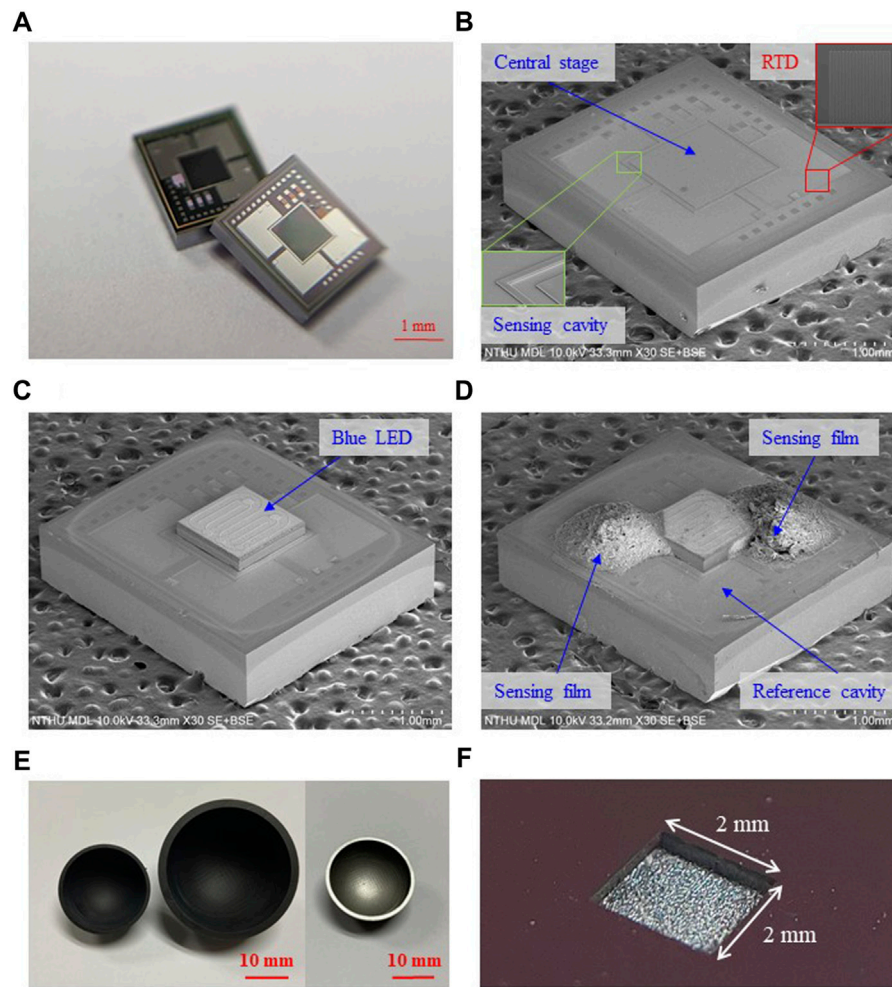 A
1 mm
B
Central stage
RTD
Sensing cavity
NTHU MDL 10.0kV 33.3mm X30 SE+BSE
1.00mm
C
Blue LED
NTHU MDL 10.0kV 33.3mm X30 SE+BSE
1.00mm
D
Sensing film
Sensing film
Reference cavity
NTHU MDL 10.0kV 33.2mm X30 SE+BSE
1.00mm
E
10 mm
10 mm
F
2 mm
2 mm